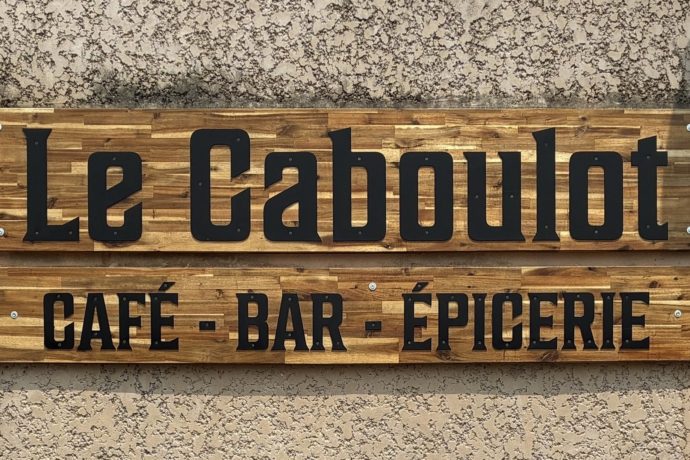 Le Caboulot
CAFÉ - BAR - ÉPICERIE